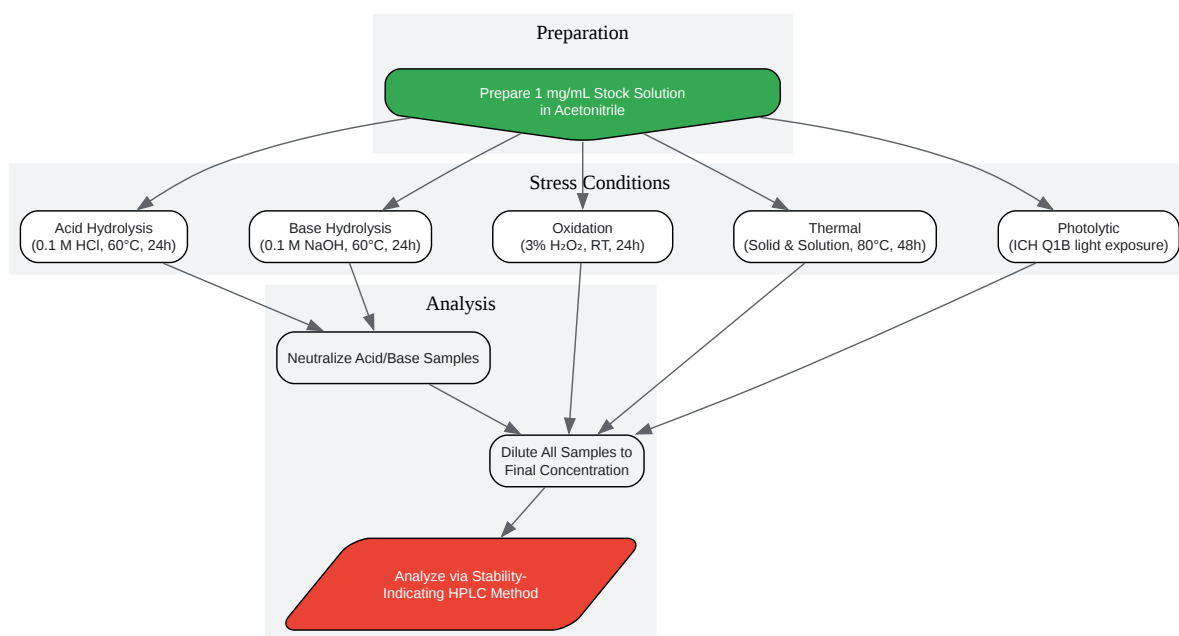 Preparation
Prepare 1 mg/mL Stock Solution
in Acetonitrile
Stress Conditions
Acid Hydrolysis
(0.1 M HCl, 60°C, 24h)
Base Hydrolysis
(0.1 M NaOH, 60°C, 24h)
Oxidation
(3% H₂O₂, RT, 24h)
Thermal
(Solid & Solution, 80°C, 48h)
Photolytic
(ICH Q1B light exposure)
Analysis
Neutralize Acid/Base Samples
Dilute All Samples to
Final Concentration
Analyze via Stability-
Indicating HPLC Method